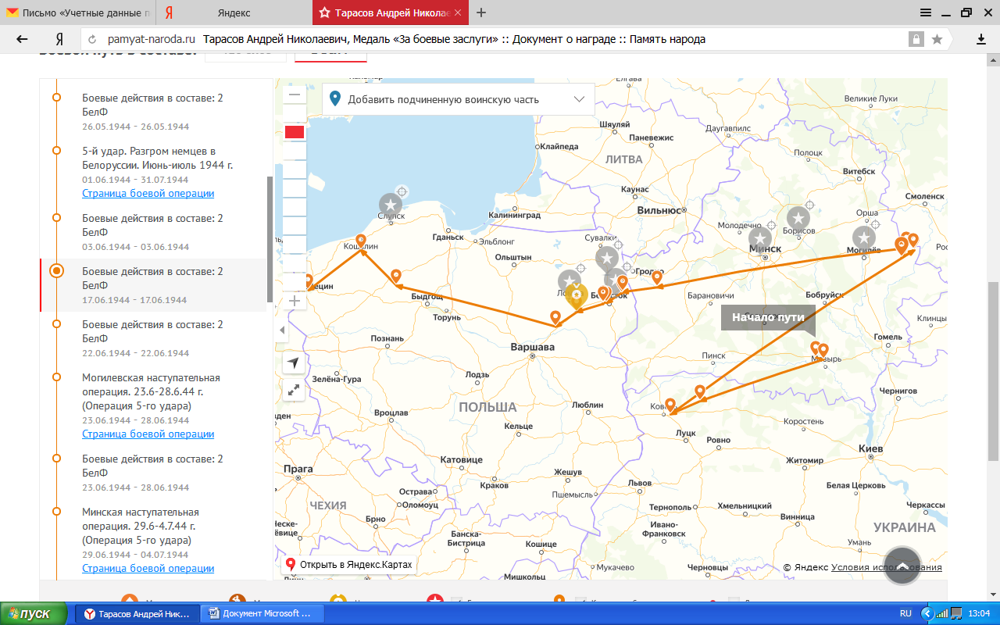 Письмо «Учетные данные п
Яндекс
Тарасов Андрей Николае
pamyat-naroda.ru Тарасов Андрей Николаевич, Медаль «За боевые заслуги» :: Документ о награде :: Память народа
Боевые действия в составе: 2
БелФ
26.05.1944 - 26.05.1944
5-й удар. Разгром немцев в
Белоруссии. Июнь-июль 1944 г.
01.06.1944 - 31.07.1944
Страница боевой операции
Боевые действия в составе: 2
БелФ
03.06.1944 - 03.06.1944
Боевые действия в составе: 2
БелФ
17.06.1944 - 17.06.1944
Боевые действия в составе: 2
БелФ
22.06.1944 - 22.06.1944
Могилевская наступательная
операция. 23.6-28.6.44 г.
(Операция 5-го удара)
23.06.1944 - 28.06.1944
Страница боевой операции
Боевые действия в составе: 2
БелФ
23.06.1944 - 28.06.1944
Минская наступательная
операция. 29.6-4.7.44 г.
(Операция 5-го удара)
29.06.1944 - 04.07.1944
Страница боевой операции
Добавить подчиненную воинскую часть
Елгава
Великие Луки
Шяуляй
Даугавпилс
Паневежис
Клайпеда
Полоцк
ЛИТВА
Витебск
Каунас
Смоленск
Вильнюс
Орша
Калининград
Слупск
Молодечно
Борисов
Гданьск
Эльблонг
Сувалки
Кошалин
Минск
Могилёв
Рос
Ольштын
Гродно
ецин
Быдгощ
Барановичи
Бобруйск
Торунь
Начало пути
Клинцы
Познань
Варшава
Гомель
Пинск
Мозырь
Зелёна-Гура
Лодзь
Чернигов
ПОЛЬША
Люблин
Ковель
Вроцлав
Коростень
Кельце
Луцк
Ровно
Киев
Катовице
Житомир
Прага
Жешув
Краков
Львов
Белая Церковь
Острава
Пшемысль
ЧЕХИЯ
Оломоуц
Тернополь
Хмельницкий
Черкассы
Брно
Винница
Ческе-
Ивано-
Франковск
УКРАИНА
Банска-
Бистрица
Кошице
Умань
Мукачево
Черновцы
Мишкольц
Открыть в Яндекс.Картах
© Яндекс Условия использования
пуск
Тарасов Андрей Ник...
Документ Microsoft ...
RU
13:04